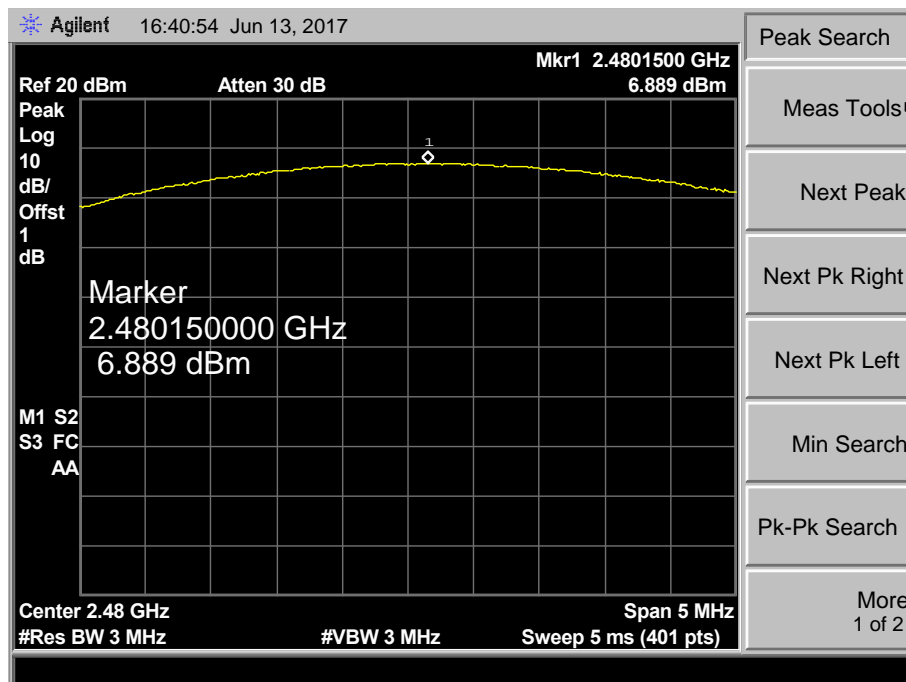 Agilent 16:40:54 Jun 13, 2017
Peak Search
Mkr1 2.4801500 GHz
Ref 20 dBm Atten 30 dB 6.889 dBm
Peak
Log
10
dB/
Offst
1
dB
1
Marker
2.480150000 GHz
6.889 dBm
M1 S2
S3 FC
AA
Center 2.48 GHz Span 5 MHz
#Res BW 3 MHz #VBW 3 MHz Sweep 5 ms (401 pts)
Meas Tools
Next Peak
Next Pk Right
Next Pk Left
Min Search
Pk-Pk Search
More
1 of 2